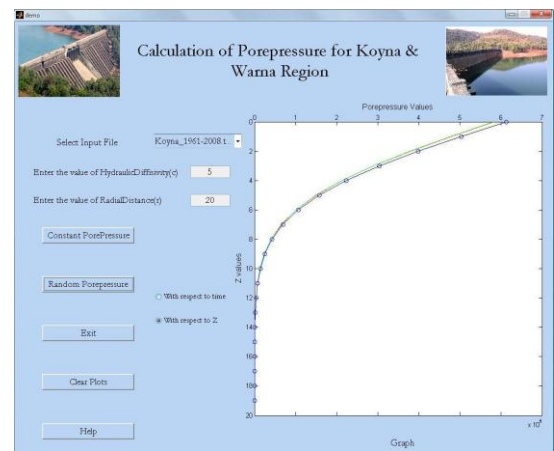 Warna
Calculation of Porepressure for Koyna &
Warna Region
Select Input File
Koyna_1961-2008.t...
Enter the value of HydraulicDiffusivity(c)
5
Enter the value of RadialDistance(r)
20
Constant PorePressure
Random Porepressure
With respect to time
With respect to Z
Exit
Clear Plots
Help
Porepressure Values
0 1 2 3 4 5 6 7
0
2
4
6
8
10
12
14
16
18
20
Z values
Graph